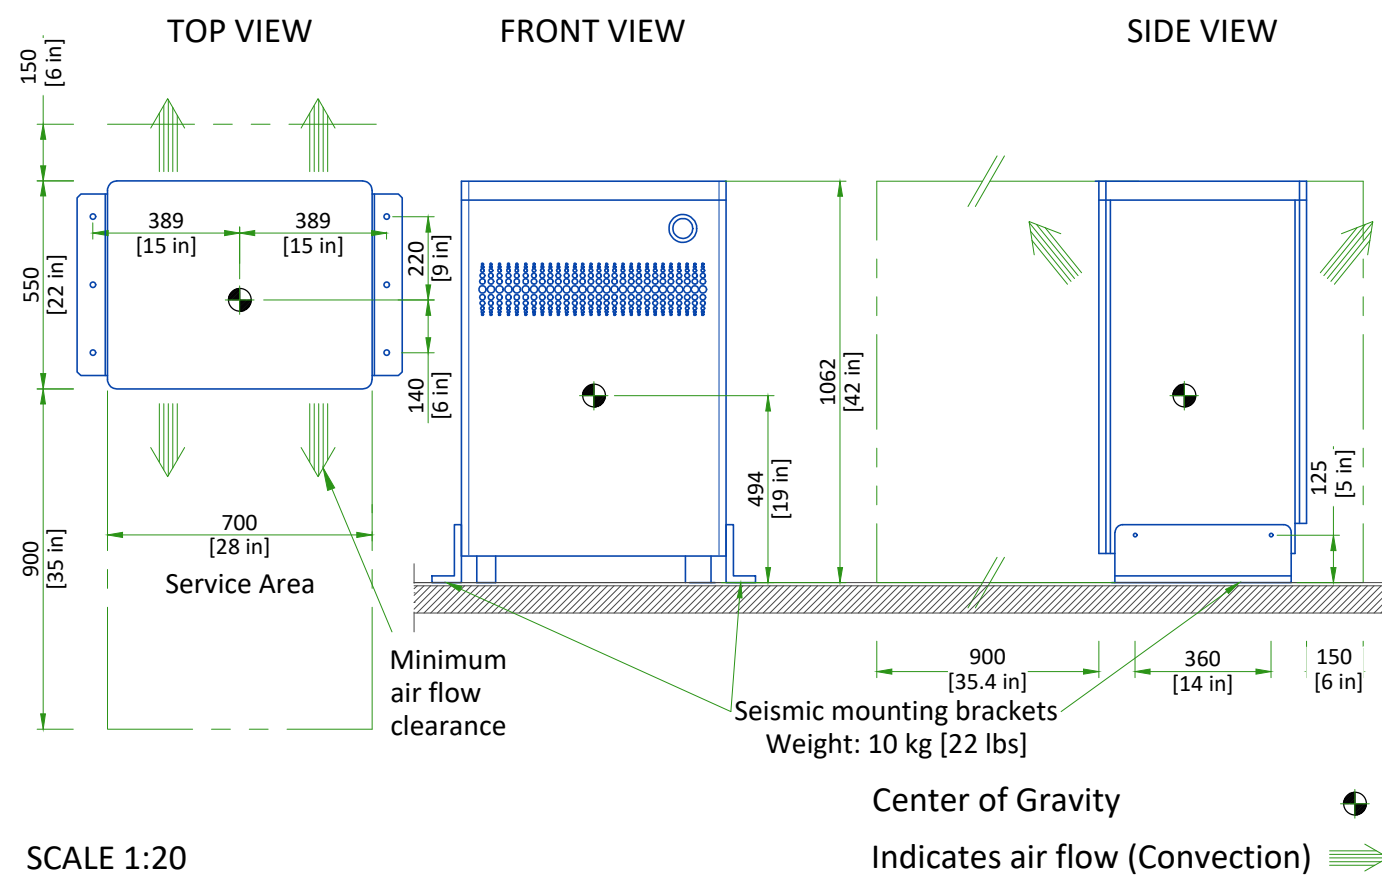 TOP VIEW
FRONT VIEW
SIDE VIEW
150
[6 in]
389
[15 in]
389
[15 in]
220
[9 in]
550
[22 in]
140
[6 in]
1062
[42 in]
494
[19 in]
125
[5 in]
700
[28 in]
900
[35 in]
Service Area
Minimum
air flow
clearance
900
[35.4 in]
360
[14 in]
150
[6 in]
Seismic mounting brackets
Weight: 10 kg [22 lbs]
Center of Gravity
SCALE 1:20
Indicates air flow (Convection)